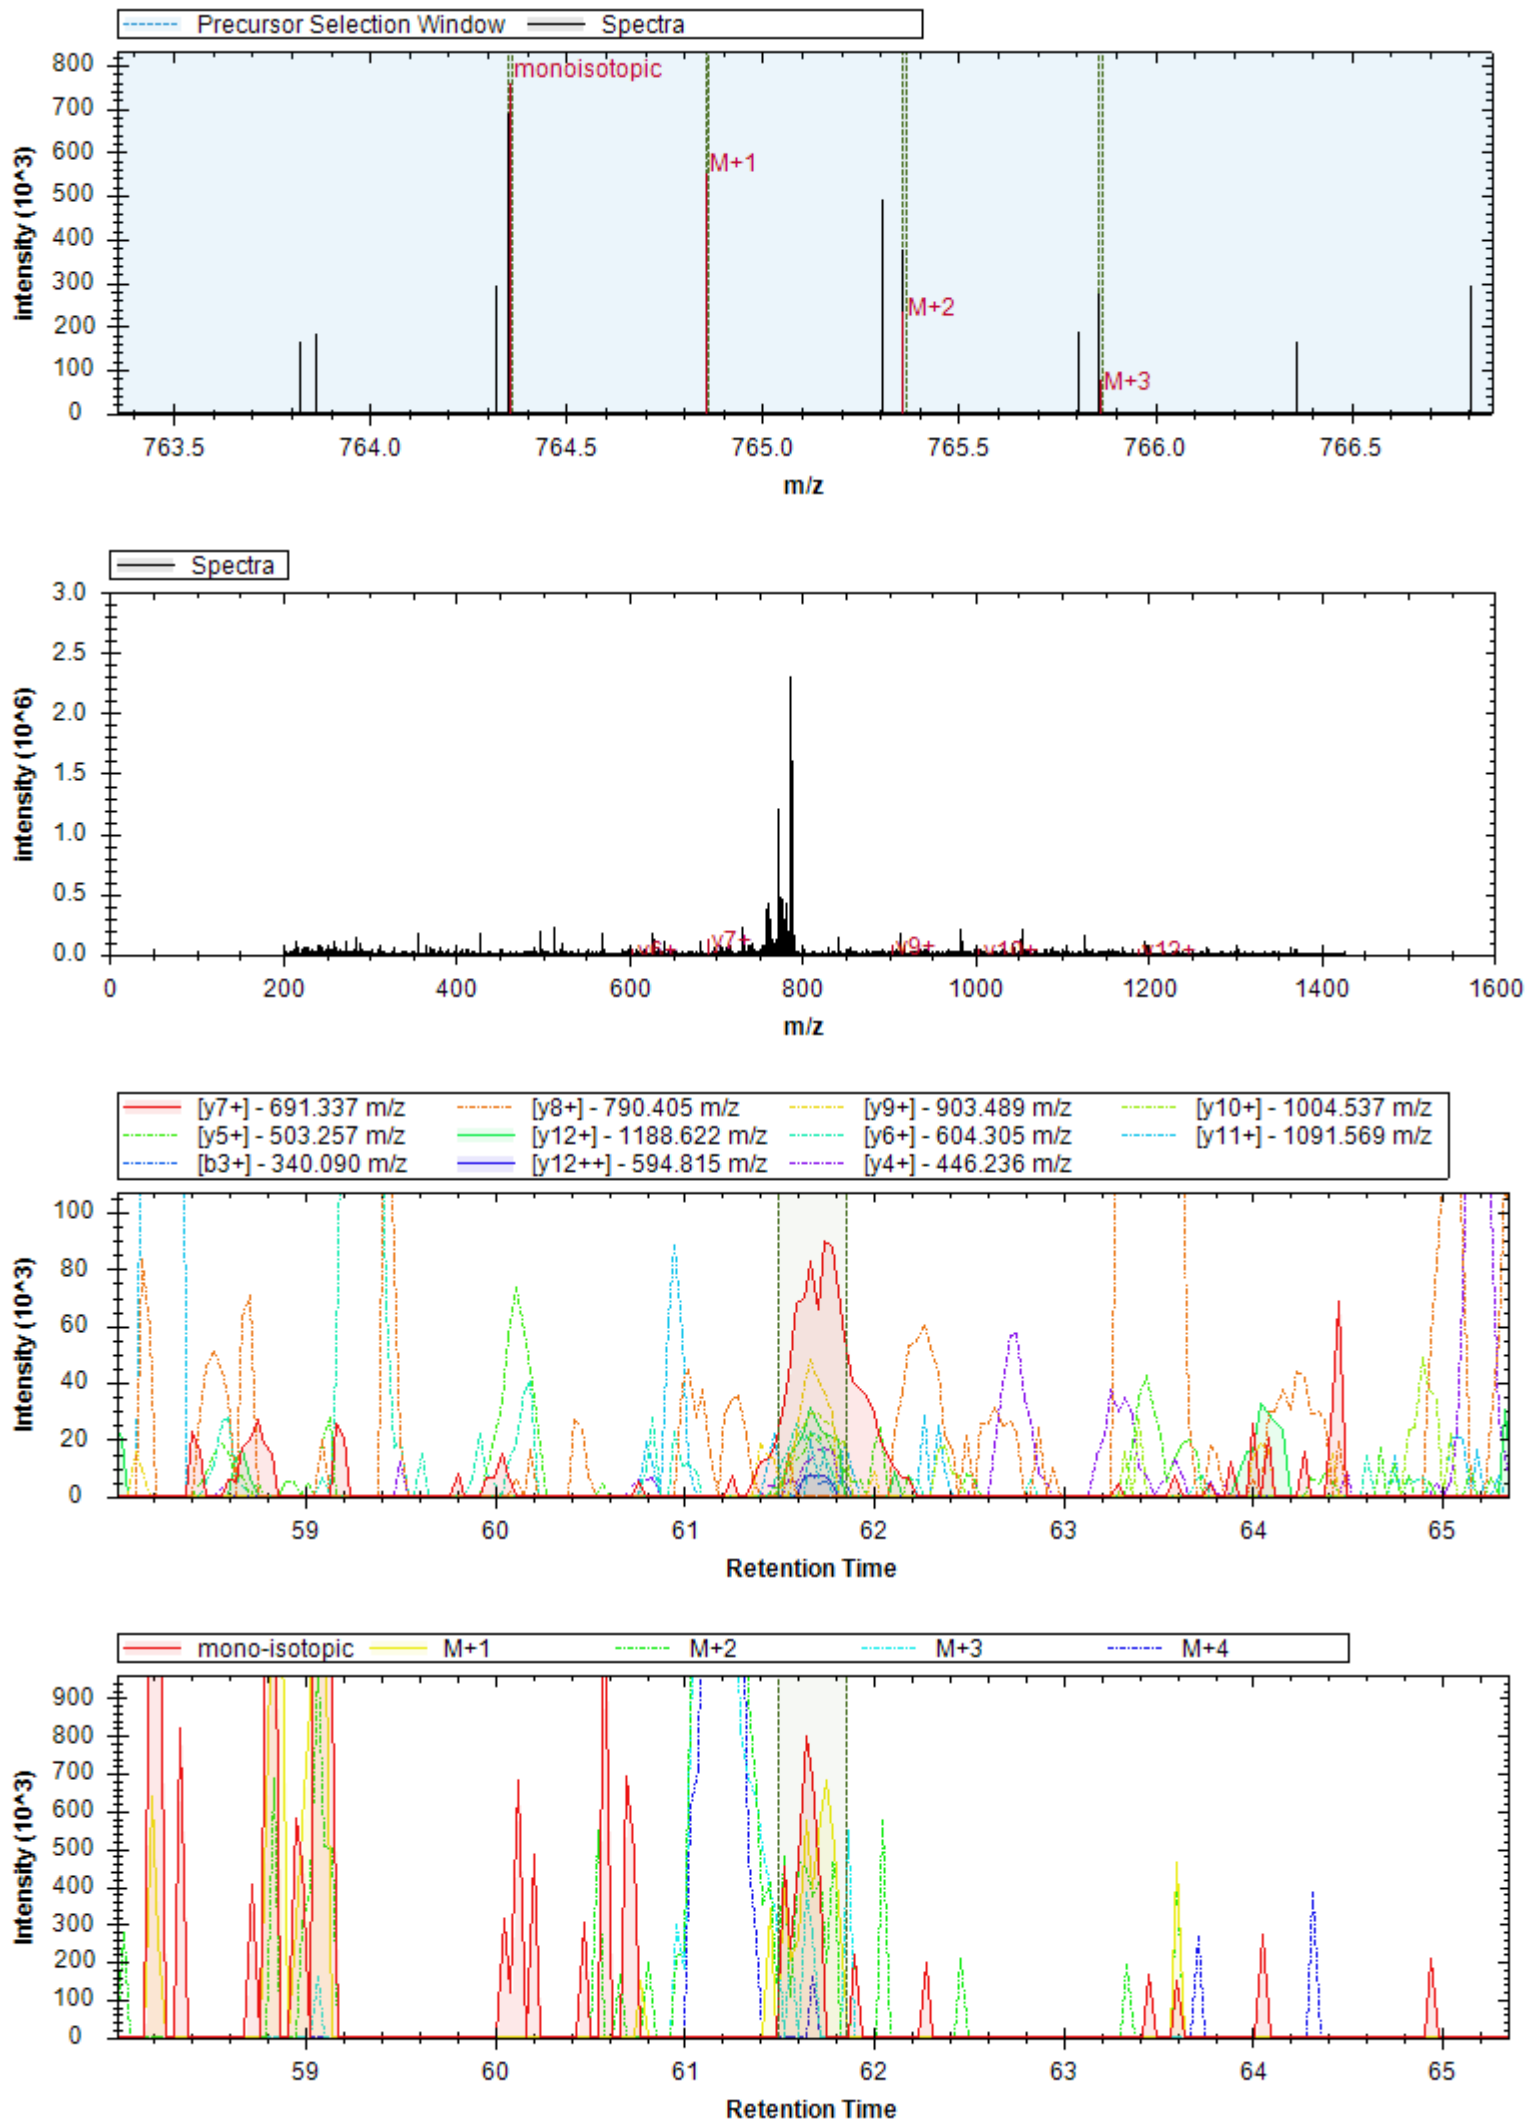 Precursor Selection Window Spectra
800
700
600
500
400
300
200
100
0
intensity (10^3)
monoisotopic
M+1
M+2
M+3
763.5 764.0 764.5 765.0 765.5 766.0 766.5
m/z
Spectra
3.0
2.5
2.0
1.5
1.0
0.5
0.0
intensity (10^6)
y6+ y7+ y9+ y10+ y12+
0 200 400 600 800 1000 1200 1400 1600
m/z
[y7+] - 691.337 m/z [y8+] - 790.405 m/z [y9+] - 903.489 m/z [y10+] - 1004.537 m/z
[y5+] - 503.257 m/z [y12+] - 1188.622 m/z [y6+] - 604.305 m/z [y11+] - 1091.569 m/z
[b3+] - 340.090 m/z [y12++] - 594.815 m/z [y4+] - 446.236 m/z
100
80
60
40
20
0
Intensity (10^3)
59 60 61 62 63 64 65
Retention Time
mono-isotopic M+1 M+2 M+3 M+4
900
800
700
600
500
400
300
200
100
0
Intensity (10^3)
59 60 61 62 63 64 65
Retention Time